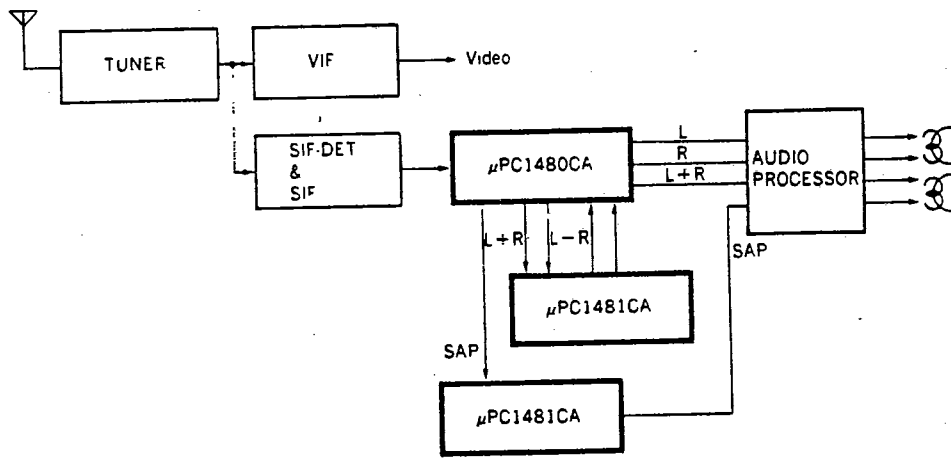 TUNER
VIF
Video
SIF-DET
&
SIF
μPC1480CA
L
R
L+R
AUDIO
PROCESSOR
L+R
L-R
SAP
μPC1481CA
SAP
μPC1481CA